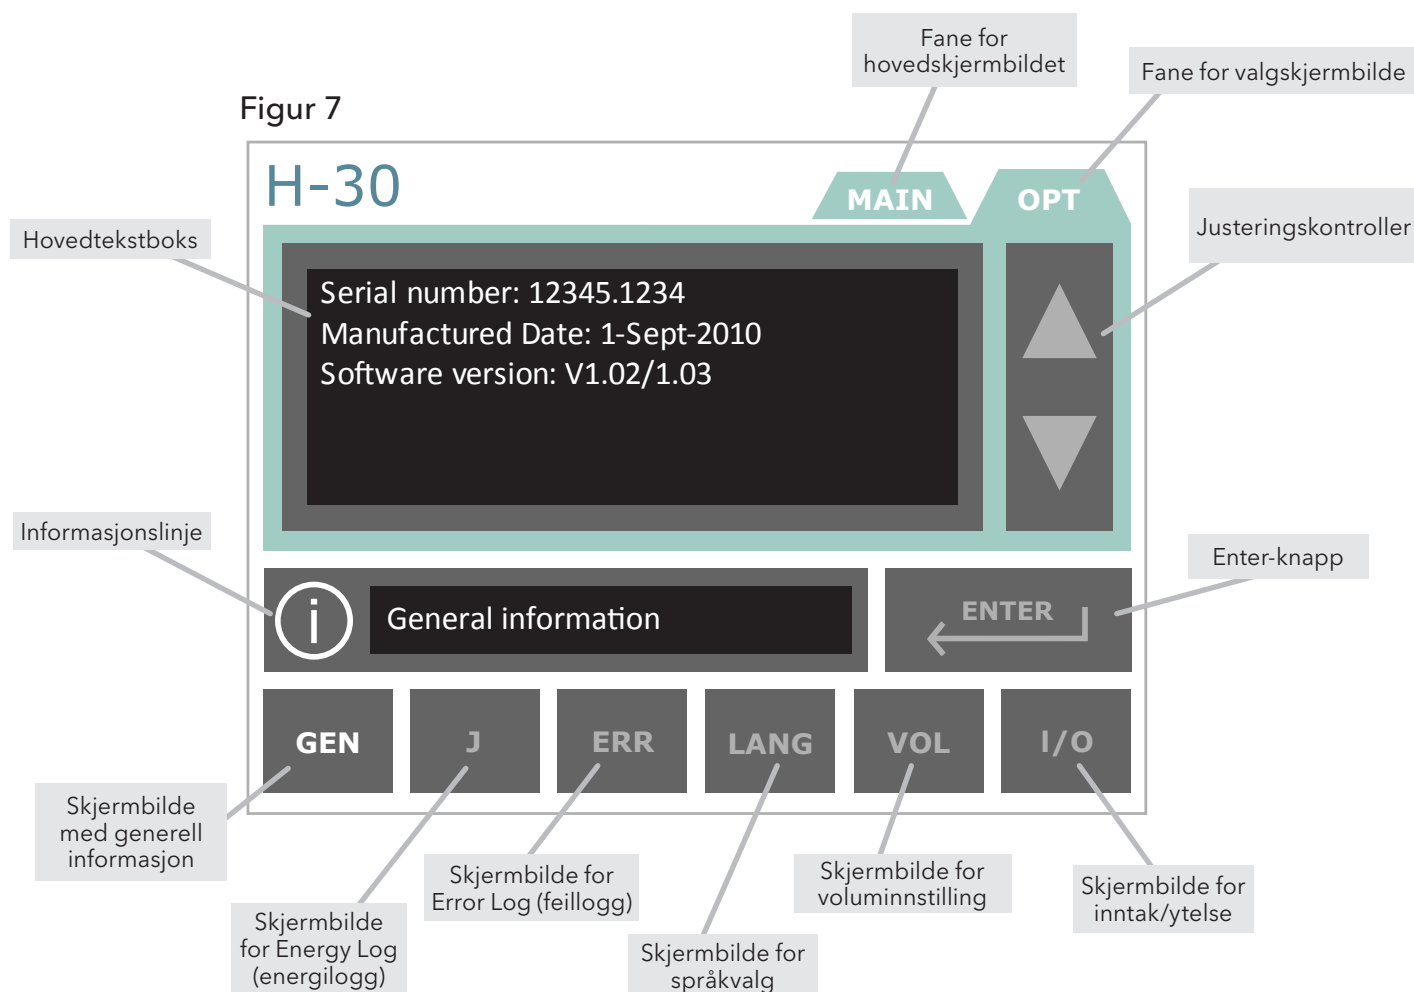 Fane for
hovedskjermbildet
Fane for valgskjermbilde
Figur 7
H-30
MAIN
OPT
Hovedtekstboks
Justeringskontroller
Serial number: 12345.1234
Manufactured Date: 1-Sept-2010
Software version: V1.02/1.03
Informasjonslinje
Enter-knapp
i
General information
ENTER
GEN
J
ERR
LANG
VOL
I/O
Skjermbilde
med generell
informasjon
Skjermbilde
for Energy Log
(energilogg)
Skjermbilde for
Error Log (feillogg)
Skjermbilde for
språkvalg
Skjermbilde for
voluminnstilling
Skjermbilde for
inntak/ytelse